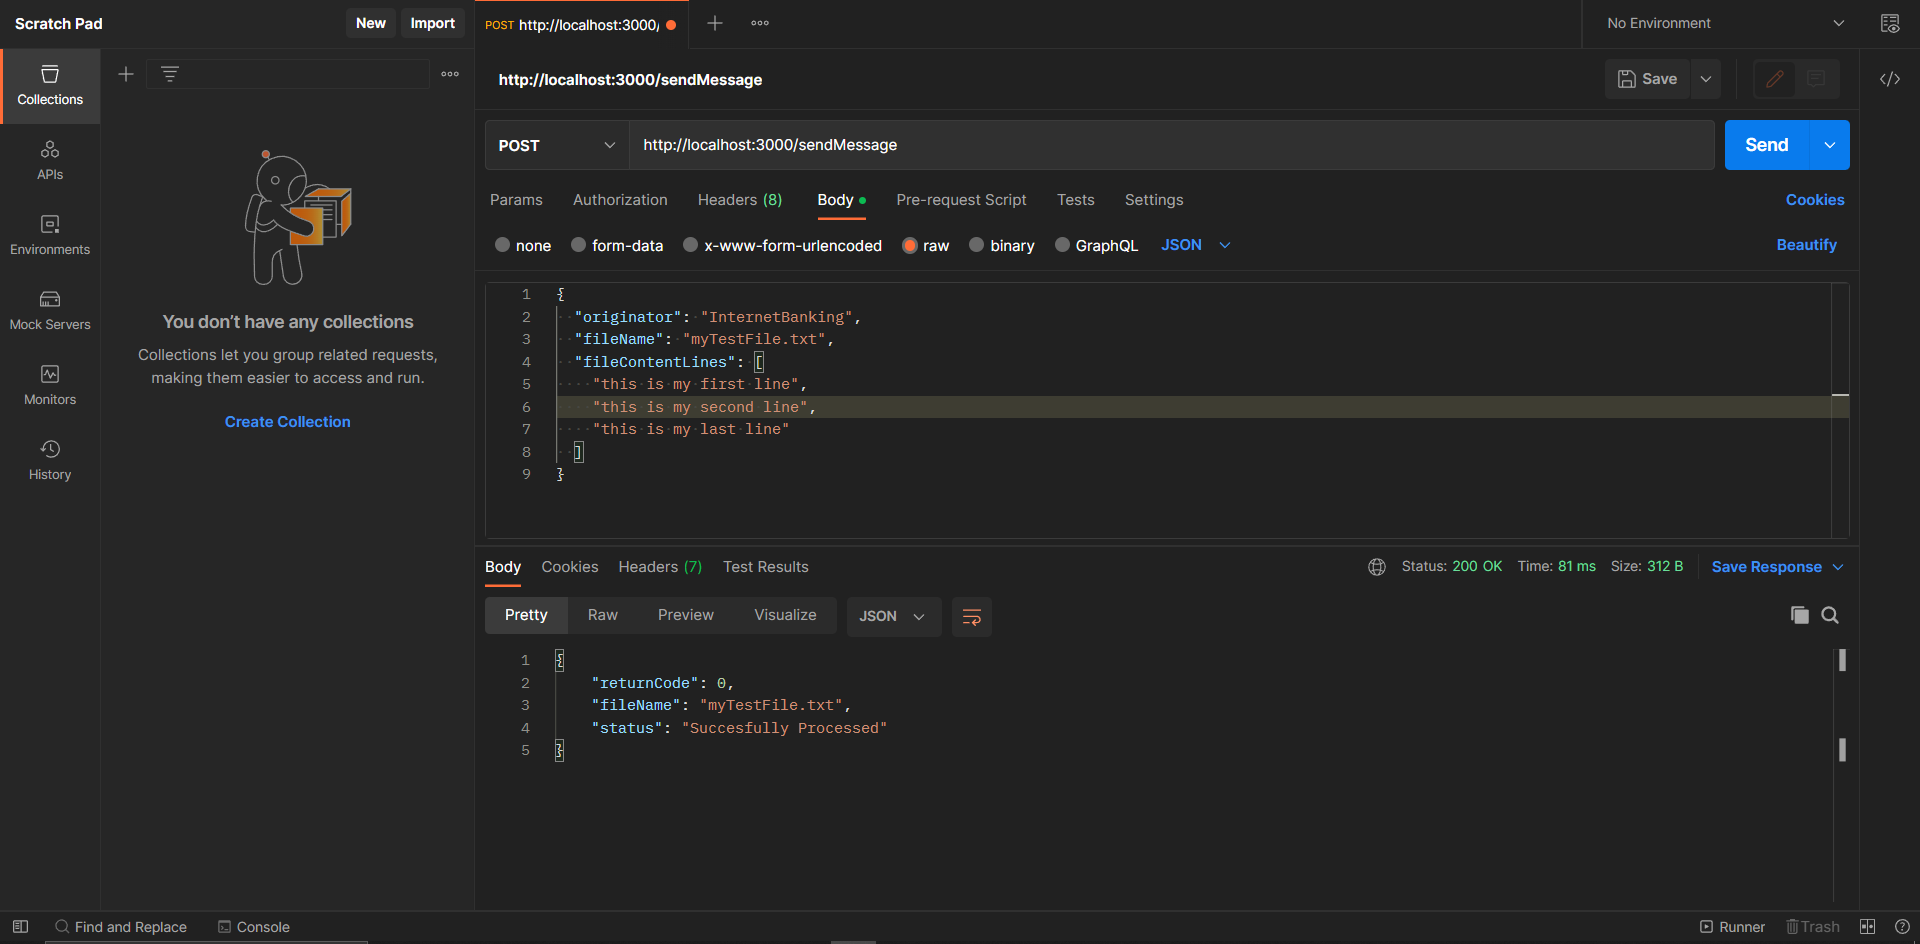 Scratch Pad
New
Import
POST http://localhost:3000/
No Environment
Collections
APIs
Environments
Mock Servers
Monitors
History
You don’t have any collections
Collections let you group related requests,
making them easier to access and run.
Create Collection
http://localhost:3000/sendMessage
Save
POST
http://localhost:3000/sendMessage
Send
Params
Authorization
Headers (8)
Body
Pre-request Script
Tests
Settings
Cookies
none
form-data
x-www-form-urlencoded
raw
binary
GraphQL
JSON
Beautify
1 {
2 "originator": "InternetBanking",
3 "fileName": "myTestFile.txt",
4 "fileContentLines": [
5 "this is my first line",
6 "this is my second line",
7 "this is my last line"
8 ]
9 }
Body
Cookies
Headers (7)
Test Results
Status: 200 OK
Time: 81 ms
Size: 312 B
Save Response
Pretty
Raw
Preview
Visualize
JSON
1 {
2 "returnCode": 0,
3 "fileName": "myTestFile.txt",
4 "status": "Succesfully Processed"
5 }
Find and Replace
Console
Runner
Trash